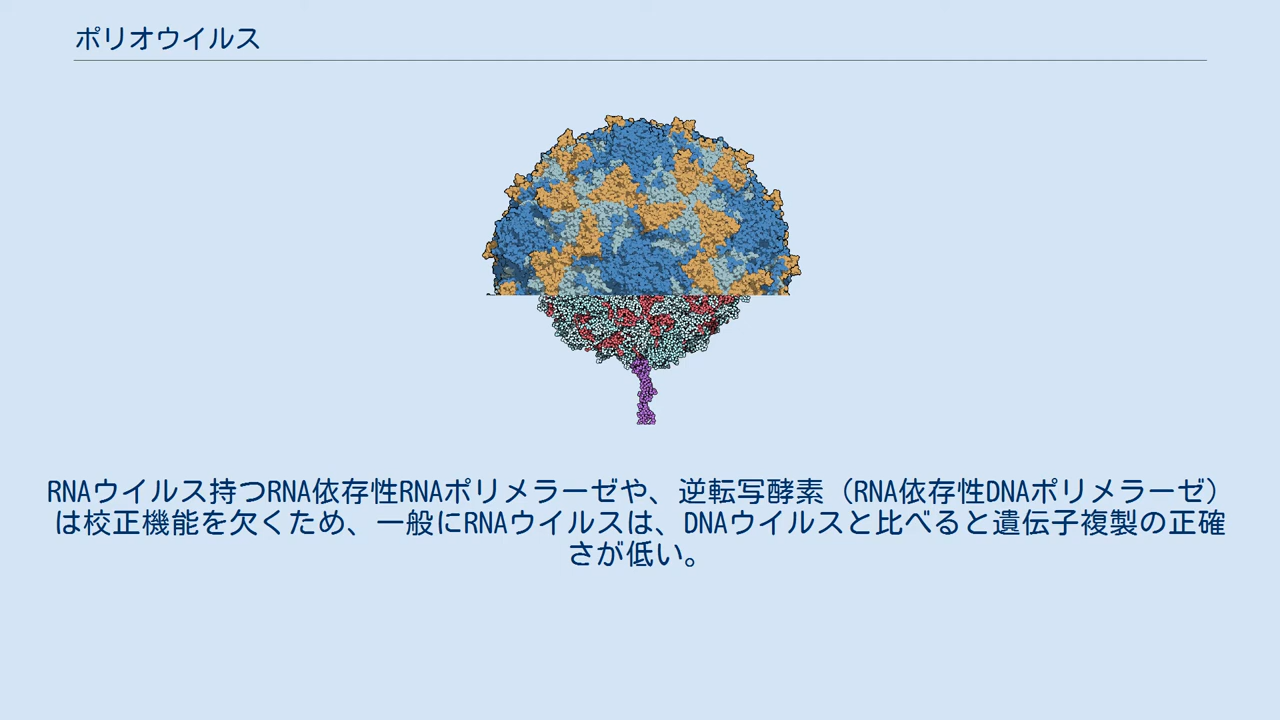 ポリオウイルス
RNAウイルス持つRNA依存性RNAポリメラーゼや、逆転写酵素（RNA依存性DNAポリメラーゼ）
は校正機能を欠くため、一般にRNAウイルスは、DNAウイルスと比べると遺伝子複製の正確
さが低い。